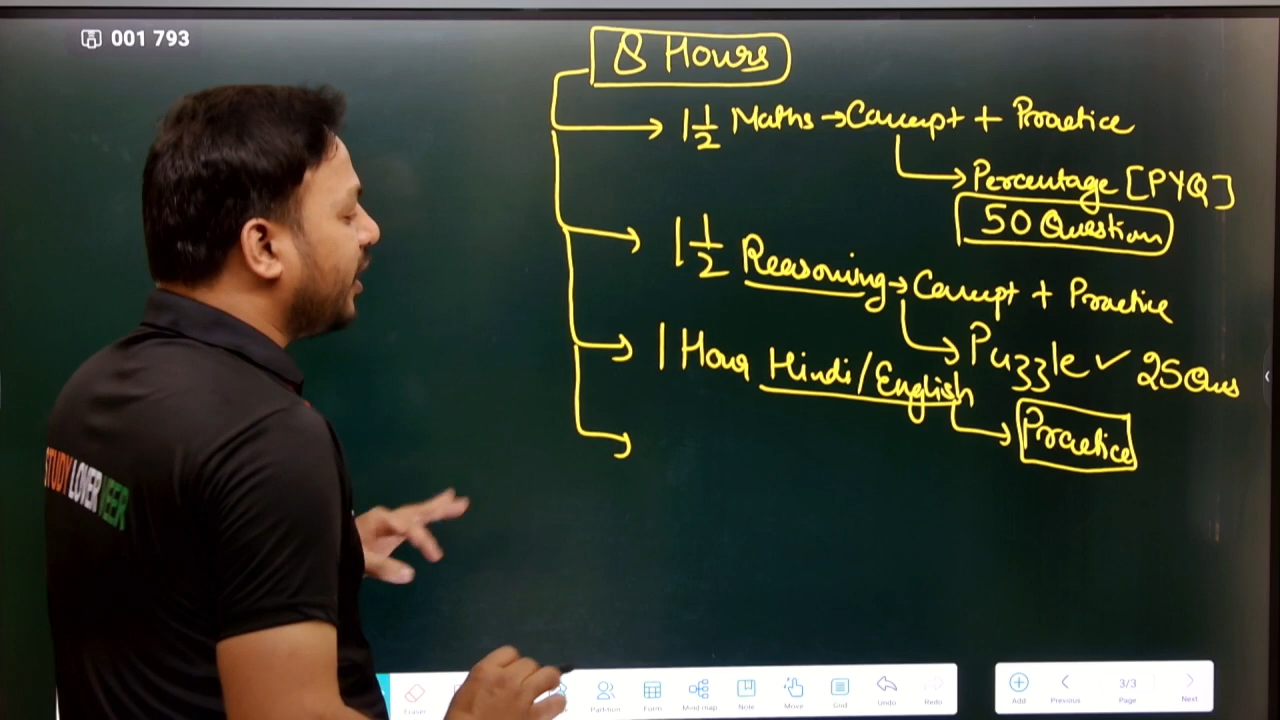 001 793
8 Hours
1 1/2 Maths → Concept + Practice
Percentage [PYQ]
50 Question
1 1/2 Reasoning → Concept + Practice
Puzzle ✓ 25 Ques
1 Hour Hindi/English
Practice
STUDY LOVER VEER
Eraser
Partition
Form
Mind map
Note
Move
Grid
Undo
Redo
Add
Previous
3/3
Page
Next